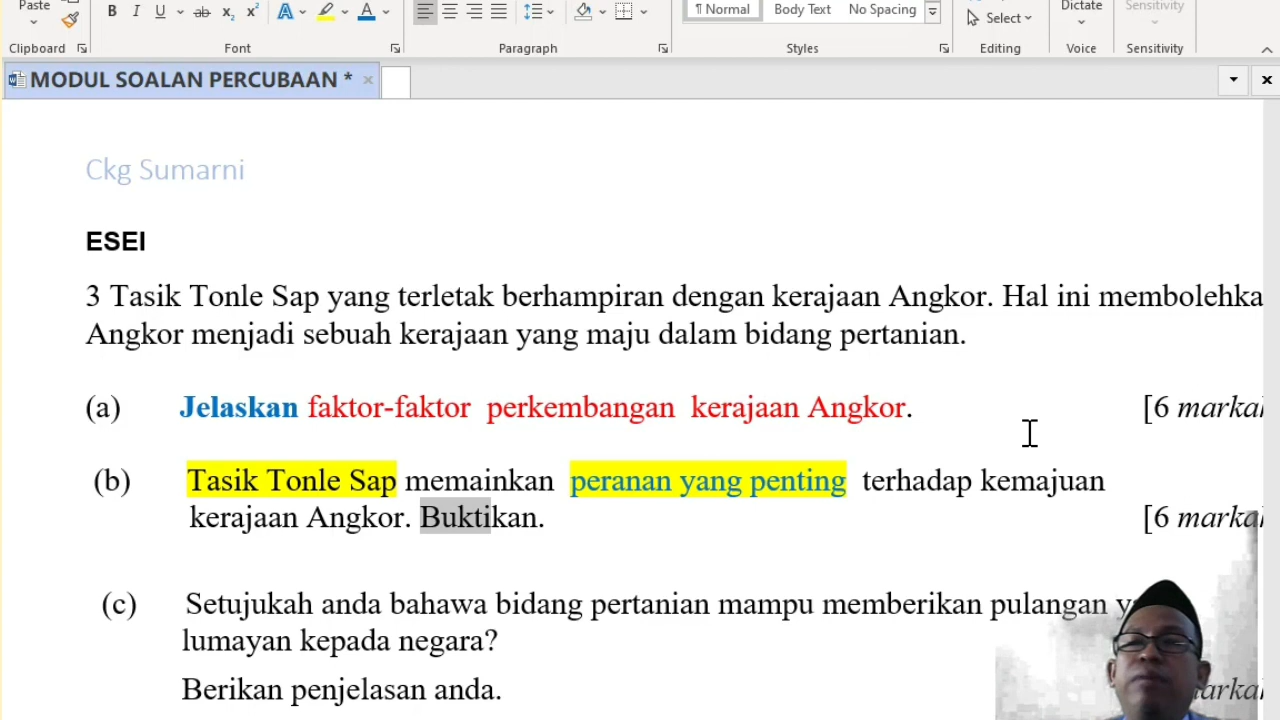 Paste
B I U ab x₂ x² A A
¶ Normal Body Text No Spacing
Select
Dictate
Sensitivity
Clipboard Font Paragraph Styles Editing Voice Sensitivity
MODUL SOALAN PERCUBAAN *
Ckg Sumarni
ESEI
3 Tasik Tonle Sap yang terletak berhampiran dengan kerajaan Angkor. Hal ini membolehka
Angkor menjadi sebuah kerajaan yang maju dalam bidang pertanian.
(a) Jelaskan faktor-faktor perkembangan kerajaan Angkor. [6 markah
(b) Tasik Tonle Sap memainkan peranan yang penting terhadap kemajuan
kerajaan Angkor. Buktikan. [6 markah
(c) Setujukah anda bahawa bidang pertanian mampu memberikan pulangan
lumayan kepada negara?
Berikan penjelasan anda.